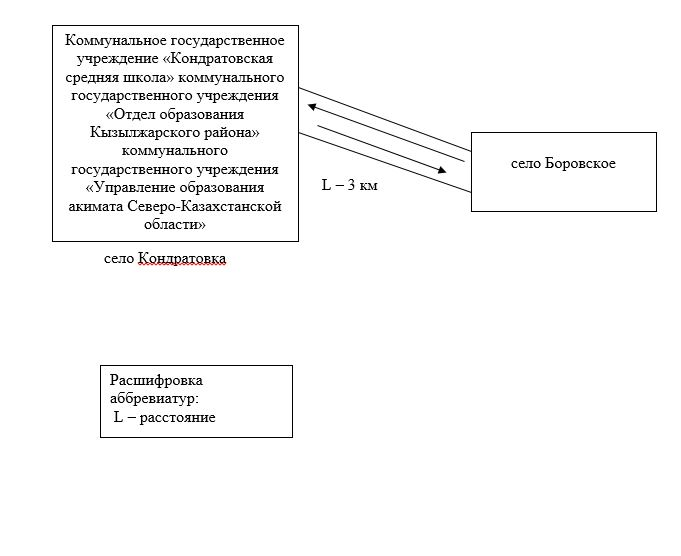 Коммунальное государственное
учреждение «Кондратовская
средняя школа» коммунального
государственного учреждения
«Отдел образования
Кызылжарского района»
коммунального
государственного учреждения
«Управление образования
акимата Северо-Казахстанской
области»
село Боровское
L – 3 км
село Кондратовка
Расшифровка
аббревиатур:
L – расстояние